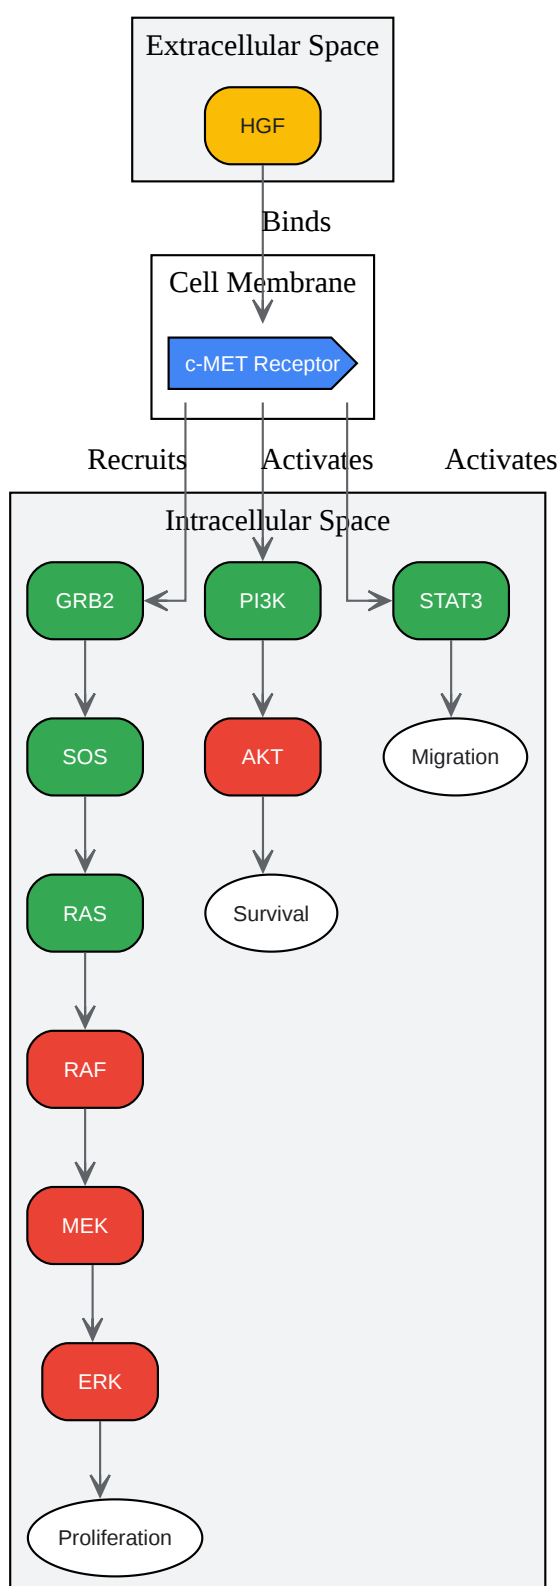 Extracellular Space
HGF
Binds
Cell Membrane
c-MET Receptor
Recruits
Activates
Activates
Intracellular Space
GRB2
PI3K
STAT3
SOS
AKT
Migration
RAS
Survival
RAF
MEK
ERK
Proliferation